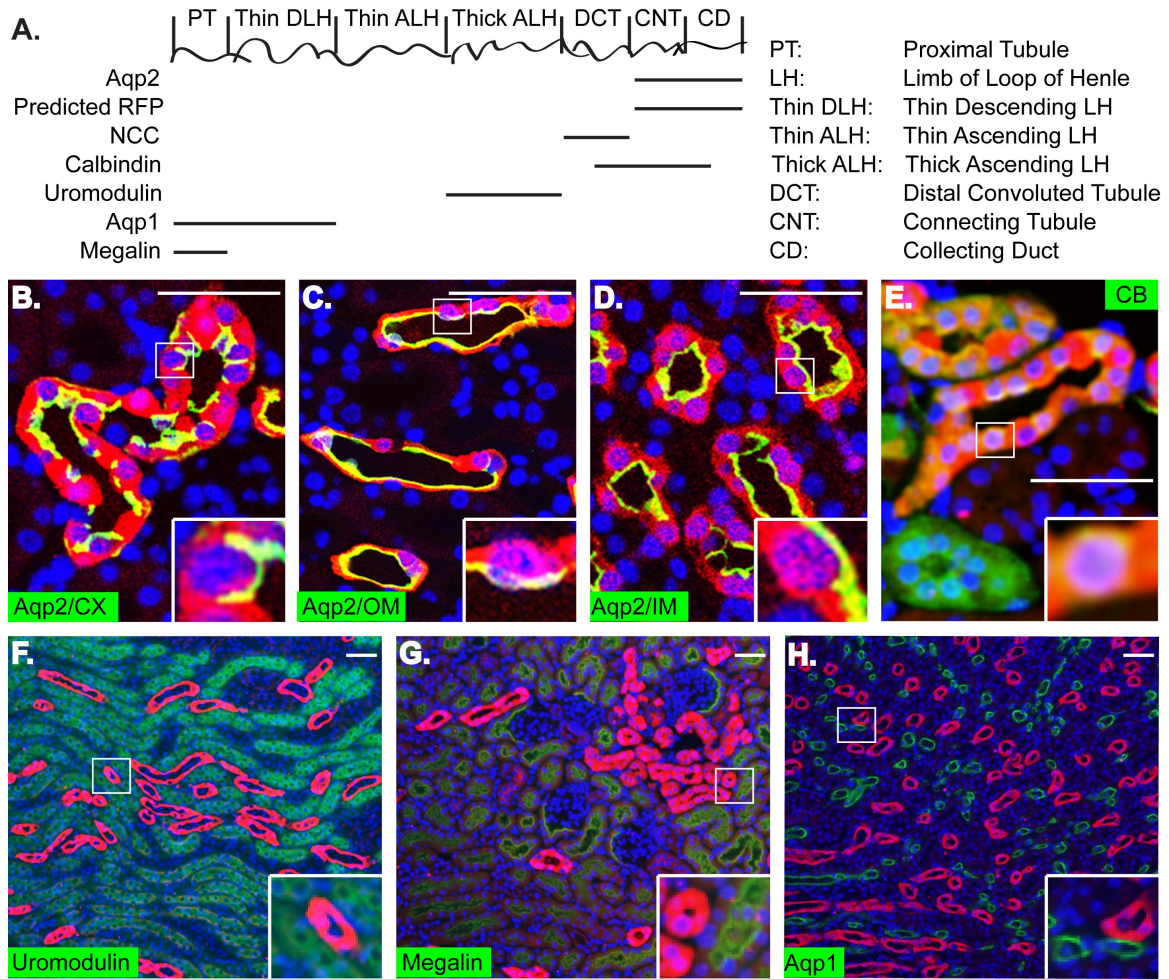 A.
PT Thin DLH Thin ALH Thick ALH DCT CNT CD
Aqp2
Predicted RFP
NCC
Calbindin
Uromodulin
Aqp1
Megalin
PT: Proximal Tubule
LH: Limb of Loop of Henle
Thin DLH: Thin Descending LH
Thin ALH: Thin Ascending LH
Thick ALH: Thick Ascending LH
DCT: Distal Convoluted Tubule
CNT: Connecting Tubule
CD: Collecting Duct
B.
Aqp2/CX
C.
Aqp2/OM
D.
Aqp2/IM
E.
CB
F.
Uromodulin
G.
Megalin
H.
Aqp1